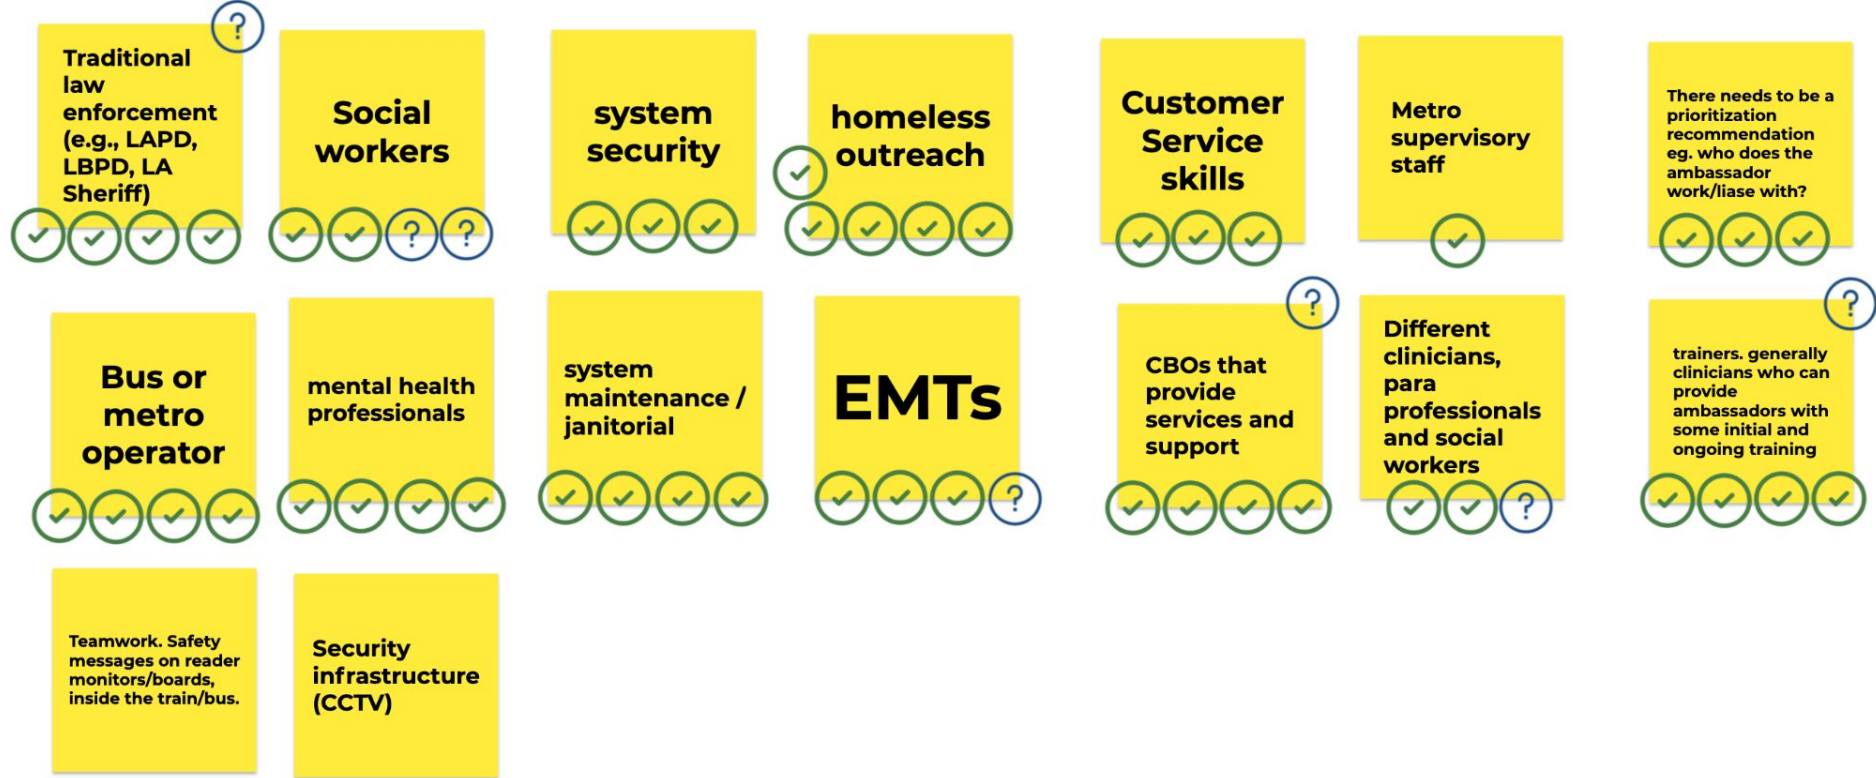 Traditional
law
enforcement
(e.g., LAPD,
LBPD, LA
Sheriff)
?
Social
workers
? ?
system
security
homeless
outreach
Customer
Service
skills
Metro
supervisory
staff
There needs to be a
prioritization
recommendation
eg. who does the
ambassador
work/liase with?
Bus or
metro
operator
mental health
professionals
system
maintenance /
janitorial
EMTs
?
CBOs that
provide
services and
support
?
Different
clinicians,
para
professionals
and social
workers
?
trainers. generally
clinicians who can
provide
ambassadors with
some initial and
ongoing training
?
Teamwork. Safety
messages on reader
monitors/boards,
inside the train/bus.
Security
infrastructure
(CCTV)